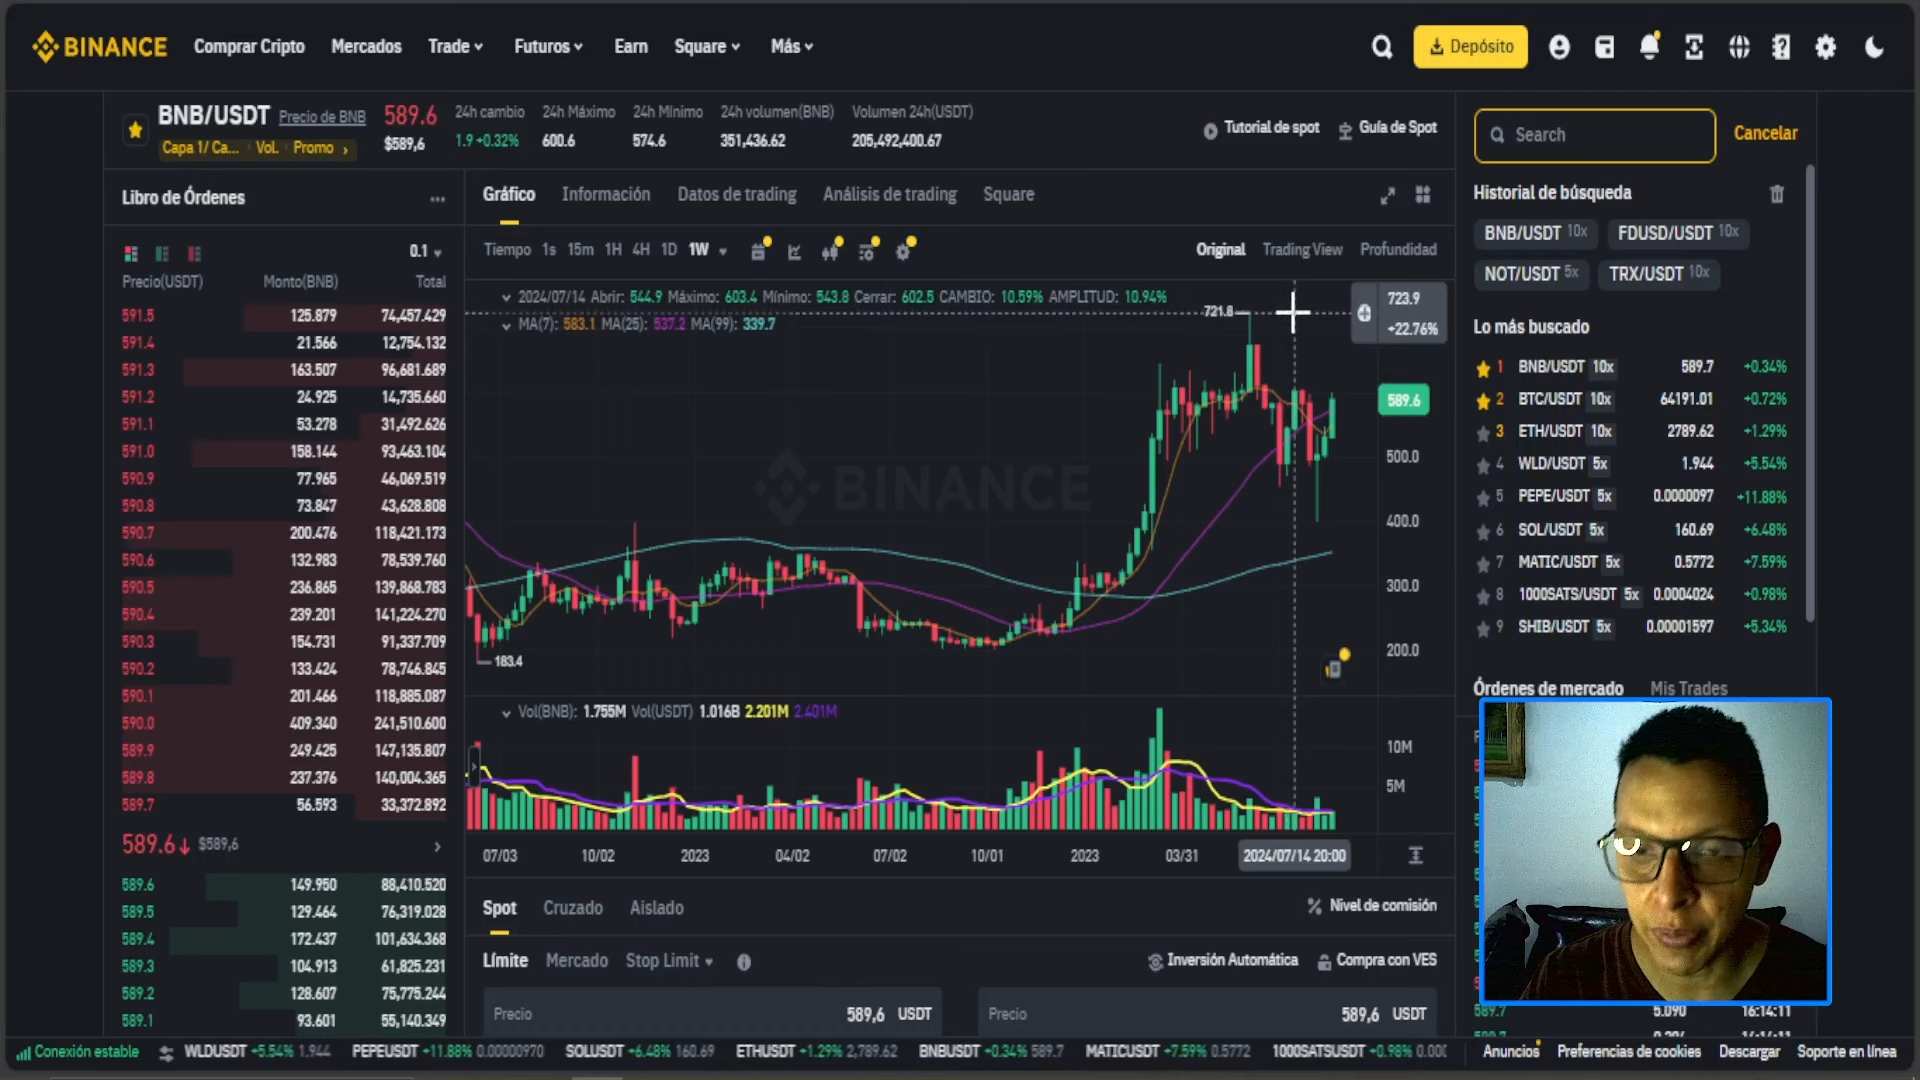 BINANCE
Comprar Cripto Mercados Trade Futuros Earn Square Más
Depósito
BNB/USDT Precio de BNB
Capa 1/ Ca... Vol. Promo
589.6
$589,6
24h cambio
1.9 +0.32%
24h Máximo
600.6
24h Mínimo
574.6
24h volumen(BNB)
351,436.62
Volumen 24h(USDT)
205,492,400.67
Tutorial de spot Guía de Spot
Libro de Órdenes
0.1
Precio(USDT) Monto(BNB) Total
591.5 125.879 74,457.429
591.4 21.566 12,754.132
591.3 163.507 96,681.689
591.2 24.925 14,735.660
591.1 53.278 31,492.626
591.0 158.144 93,463.104
590.9 77.965 46,069.519
590.8 73.847 43,628.808
590.7 200.476 118,421.173
590.6 132.983 78,539.760
590.5 236.865 139,868.783
590.4 239.201 141,224.270
590.3 154.731 91,337.709
590.2 133.424 78,746.845
590.1 201.466 118,885.087
590.0 409.340 241,510.600
589.9 249.425 147,135.807
589.8 237.376 140,004.365
589.7 56.593 33,372.892
589.6 $589,6
589.6 149.950 88,410.520
589.5 129.464 76,319.028
589.4 172.437 101,634.368
589.3 104.913 61,825.231
589.2 128.607 75,775.244
589.1 93.601 55,140.349
Gráfico Información Datos de trading Análisis de trading Square
Tiempo 1s 15m 1H 4H 1D 1W
Original Trading View Profundidad
2024/07/14 Abrir: 544.9 Máximo: 603.4 Mínimo: 543.8 Cerrar: 602.5 CAMBIO: 10.59% AMPLITUD: 10.94%
MA(7): 583.1 MA(25): 537.2 MA(99): 339.7
721.8
723.9
+22.76%
589.6
500.0
400.0
300.0
200.0
183.4
BINANCE
Vol(BNB): 1.755M Vol(USDT) 1.016B 2.201M 2.401M
10M
5M
07/03 10/02 2023 04/02 07/02 10/01 2023 03/31 2024/07/14 20:00
Spot Cruzado Aislado
Nivel de comisión
Límite Mercado Stop Limit
Inversión Automática Compra con VES
Precio 589,6 USDT
Precio 589,6 USDT
Search
Cancelar
Historial de búsqueda
BNB/USDT 10x FDUSD/USDT 10x
NOT/USDT 5x TRX/USDT 10x
Lo más buscado
1 BNB/USDT 10x 589.7 +0.34%
2 BTC/USDT 10x 64191.01 +0.72%
3 ETH/USDT 10x 2789.62 +1.29%
4 WLD/USDT 5x 1.944 +5.54%
5 PEPE/USDT 5x 0.0000097 +11.88%
6 SOL/USDT 5x 160.69 +6.48%
7 MATIC/USDT 5x 0.5772 +7.59%
8 1000SATS/USDT 5x 0.0004024 +0.98%
9 SHIB/USDT 5x 0.00001597 +5.34%
Órdenes de mercado Mis Trades
589.7 5.090 16:14:11
Conexión estable
WLDUSDT +5.54% 1.944 PEPEUSDT +11.88% 0.00000970 SOLUSDT +6.48% 160.69 ETHUSDT +1.29% 2,789.62 BNBUSDT +0.34% 589.7 MATICUSDT +7.59% 0.5772 1000SATSUSDT +0.98% 0.000
Anuncios Preferencias de cookies Descargar Soporte en línea